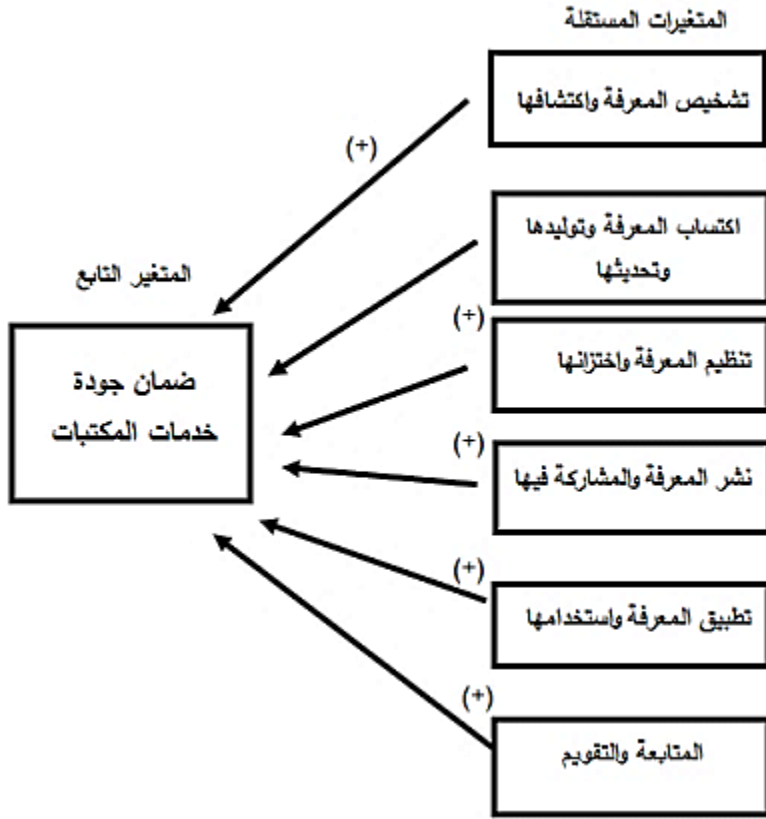 المتغيرات المستقلة
تشخيص المعرفة واكتشافها
(+)
اكتساب المعرفة وتوليدها
وتحديثها
المتغير التابع
(+)
ضمان جودة
خدمات المكتبات
تنظيم المعرفة واختزانها
(+)
نشر المعرفة والمشاركة فيها
(+)
تطبيق المعرفة واستخدامها
(+)
المتابعة والتقويم